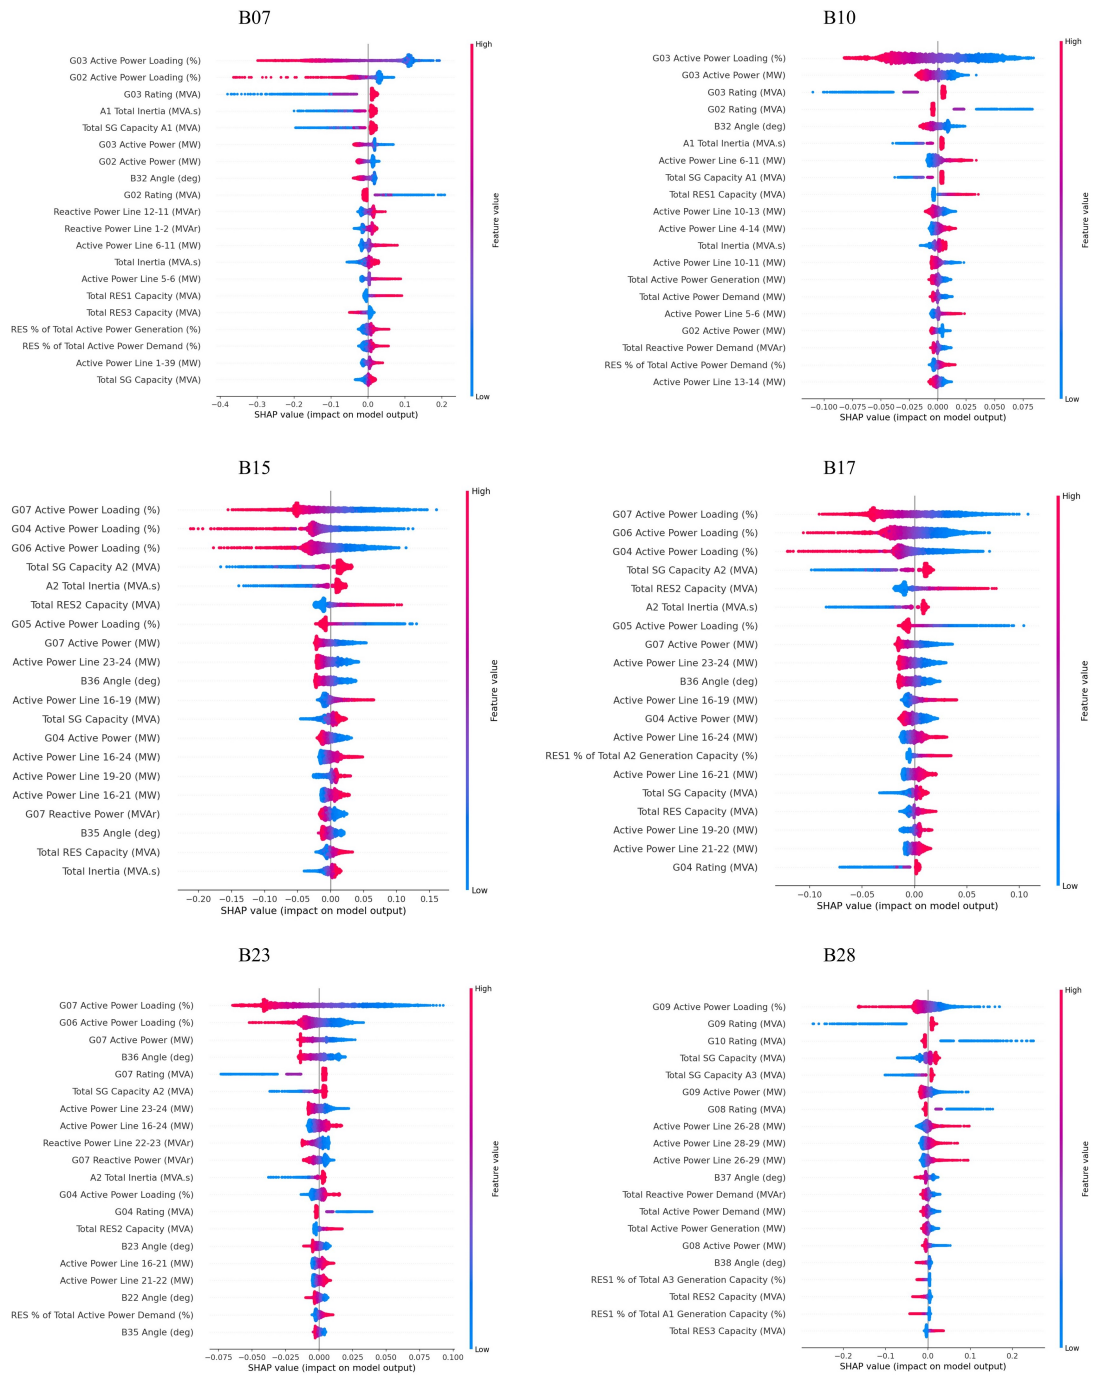 B07
High
G03 Active Power Loading (%)
G02 Active Power Loading (%)
G03 Rating (MVA)
A1 Total Inertia (MVA.s)
Total SG Capacity A1 (MVA)
G03 Active Power (MW)
G02 Active Power (MW)
B32 Angle (deg)
G02 Rating (MVA)
Reactive Power Line 12-11 (MVAr)
Reactive Power Line 1-2 (MVAr)
Active Power Line 6-11 (MW)
Total Inertia (MVA.s)
Active Power Line 5-6 (MW)
Total RES1 Capacity (MVA)
Total RES3 Capacity (MVA)
RES % of Total Active Power Generation (%)
RES % of Total Active Power Demand (%)
Active Power Line 1-39 (MW)
Total SG Capacity (MVA)
Feature value
Low
−0.4 −0.3 −0.2 −0.1 0.0 0.1 0.2
SHAP value (impact on model output)
B10
High
G03 Active Power Loading (%)
G03 Active Power (MW)
G03 Rating (MVA)
G02 Rating (MVA)
B32 Angle (deg)
A1 Total Inertia (MVA.s)
Active Power Line 6-11 (MW)
Total SG Capacity A1 (MVA)
Total RES1 Capacity (MVA)
Active Power Line 10-13 (MW)
Active Power Line 4-14 (MW)
Total Inertia (MVA.s)
Active Power Line 10-11 (MW)
Total Active Power Generation (MW)
Total Active Power Demand (MW)
Active Power Line 5-6 (MW)
G02 Active Power (MW)
Total Reactive Power Demand (MVAr)
RES % of Total Active Power Demand (%)
Active Power Line 13-14 (MW)
Feature value
Low
−0.100 −0.075 −0.050 −0.025 0.000 0.025 0.050 0.075
SHAP value (impact on model output)
B15
High
G07 Active Power Loading (%)
G04 Active Power Loading (%)
G06 Active Power Loading (%)
Total SG Capacity A2 (MVA)
A2 Total Inertia (MVA.s)
Total RES2 Capacity (MVA)
G05 Active Power Loading (%)
G07 Active Power (MW)
Active Power Line 23-24 (MW)
B36 Angle (deg)
Active Power Line 16-19 (MW)
Total SG Capacity (MVA)
G04 Active Power (MW)
Active Power Line 16-24 (MW)
Active Power Line 19-20 (MW)
Active Power Line 16-21 (MW)
G07 Reactive Power (MVAr)
B35 Angle (deg)
Total RES Capacity (MVA)
Total Inertia (MVA.s)
Feature value
Low
−0.20 −0.15 −0.10 −0.05 0.00 0.05 0.10 0.15
SHAP value (impact on model output)
B17
High
G07 Active Power Loading (%)
G06 Active Power Loading (%)
G04 Active Power Loading (%)
Total SG Capacity A2 (MVA)
Total RES2 Capacity (MVA)
A2 Total Inertia (MVA.s)
G05 Active Power Loading (%)
G07 Active Power (MW)
Active Power Line 23-24 (MW)
B36 Angle (deg)
Active Power Line 16-19 (MW)
G04 Active Power (MW)
Active Power Line 16-24 (MW)
RES1 % of Total A2 Generation Capacity (%)
Active Power Line 16-21 (MW)
Total SG Capacity (MVA)
Total RES Capacity (MVA)
Active Power Line 19-20 (MW)
Active Power Line 21-22 (MW)
G04 Rating (MVA)
Feature value
Low
−0.10 −0.05 0.00 0.05 0.10
SHAP value (impact on model output)
B23
High
G07 Active Power Loading (%)
G06 Active Power Loading (%)
G07 Active Power (MW)
B36 Angle (deg)
G07 Rating (MVA)
Total SG Capacity A2 (MVA)
Active Power Line 23-24 (MW)
Active Power Line 16-24 (MW)
Reactive Power Line 22-23 (MVAr)
G07 Reactive Power (MVAr)
A2 Total Inertia (MVA.s)
G04 Active Power Loading (%)
G04 Rating (MVA)
Total RES2 Capacity (MVA)
B23 Angle (deg)
Active Power Line 16-21 (MW)
Active Power Line 21-22 (MW)
B22 Angle (deg)
RES % of Total Active Power Demand (%)
B35 Angle (deg)
Feature value
Low
−0.075 −0.050 −0.025 0.000 0.025 0.050 0.075 0.100
SHAP value (impact on model output)
B28
High
G09 Active Power Loading (%)
G09 Rating (MVA)
G10 Rating (MVA)
Total SG Capacity (MVA)
Total SG Capacity A3 (MVA)
G09 Active Power (MW)
G08 Rating (MVA)
Active Power Line 26-28 (MW)
Active Power Line 28-29 (MW)
Active Power Line 26-29 (MW)
B37 Angle (deg)
Total Reactive Power Demand (MVAr)
Total Active Power Demand (MW)
Total Active Power Generation (MW)
G08 Active Power (MW)
B38 Angle (deg)
RES1 % of Total A3 Generation Capacity (%)
Total RES2 Capacity (MVA)
RES1 % of Total A1 Generation Capacity (%)
Total RES3 Capacity (MVA)
Feature value
Low
−0.2 −0.1 0.0 0.1 0.2
SHAP value (impact on model output)